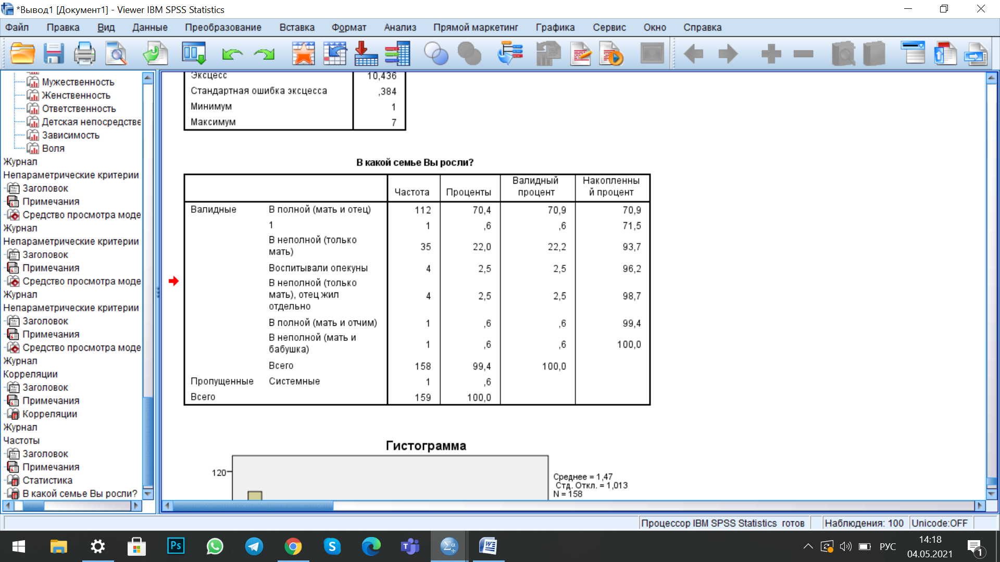 *Вывод1 [Документ1] - Viewer IBM SPSS Statistics
Файл Правка Вид Данные Преобразование Вставка Формат Анализ Прямой маркетинг Графика Сервис Окно Справка
Мужественность
Женственность
Ответственность
Детская непосредстве
Зависимость
Воля
Журнал
Непараметрические критерии
Заголовок
Примечания
Средство просмотра моде
Журнал
Непараметрические критерии
Заголовок
Примечания
Средство просмотра моде
Журнал
Непараметрические критерии
Заголовок
Примечания
Средство просмотра моде
Журнал
Корреляции
Заголовок
Примечания
Корреляции
Журнал
Частоты
Заголовок
Примечания
Статистика
В какой семье Вы росли?
Эксцесс 10,436
Стандартная ошибка эксцесса ,384
Минимум 1
Максимум 7
В какой семье Вы росли?
Частота Проценты Валидный процент Накопленны й процент
Валидные В полной (мать и отец) 112 70,4 70,9 70,9
1 1 ,6 ,6 71,5
В неполной (только
мать) 35 22,0 22,2 93,7
Воспитывали опекуны 4 2,5 2,5 96,2
В неполной (только
мать), отец жил 4 2,5 2,5 98,7
отдельно
В полной (мать и отчим) 1 ,6 ,6 99,4
В неполной (мать и
бабушка) 1 ,6 ,6 100,0
Всего 158 99,4 100,0
Пропущенные Системные 1 ,6
Всего 159 100,0
Гистограмма
120
Среднее = 1,47
Стд. Откл. = 1,013
N = 158
Процессор IBM SPSS Statistics готов Наблюдения: 100 Unicode:OFF
Ps
S
T
Σα
W
РУС
14:18
04.05.2021
1